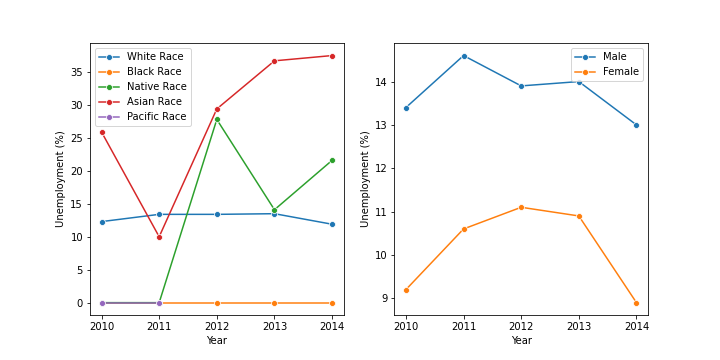 White Race
Black Race
Native Race
Asian Race
Pacific Race
35
30
25
20
15
10
5
0
Unemployment (%)
2010 2011 2012 2013 2014
Year
Male
Female
14
13
12
11
10
9
Unemployment (%)
2010 2011 2012 2013 2014
Year